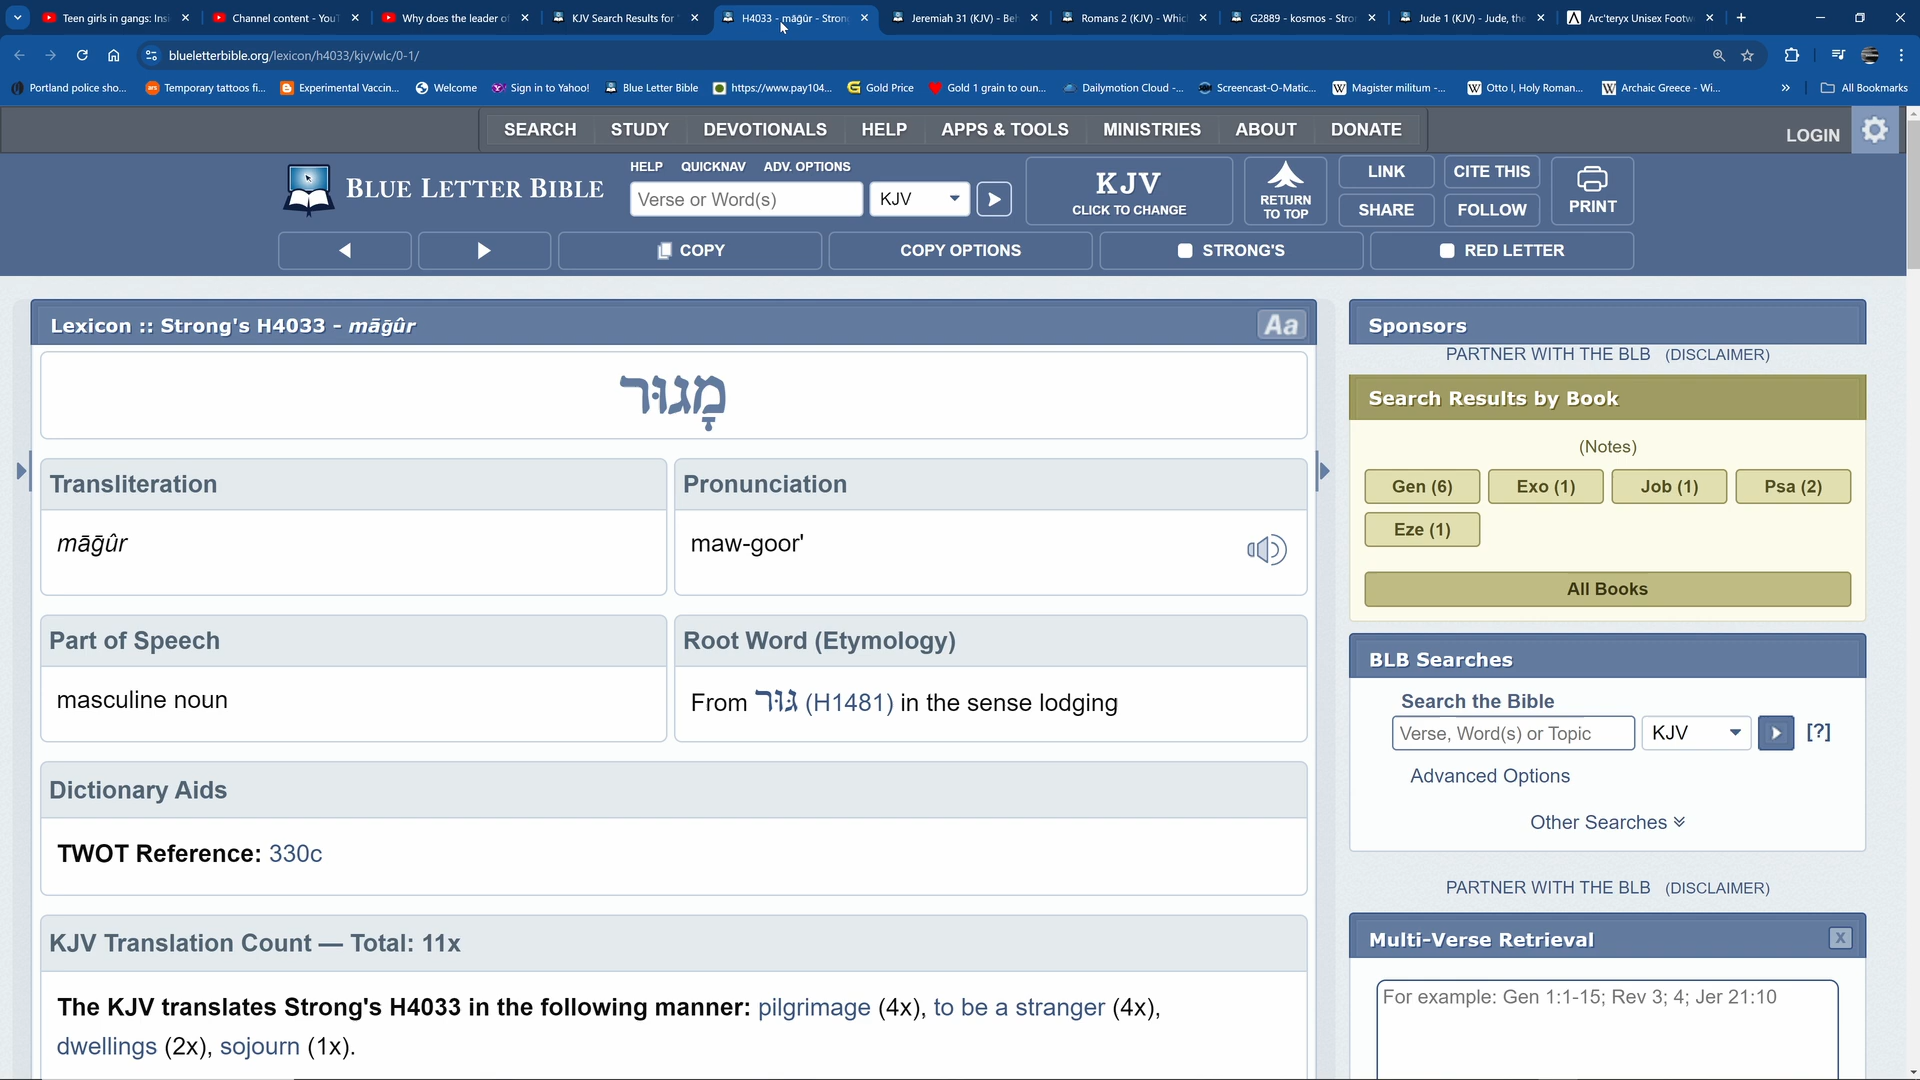 Teen girls in gangs: Insi
Channel content - YouT
Why does the leader of
KJV Search Results for
H4033 - māḡûr - Strong
Jeremiah 31 (KJV) - Beh
Romans 2 (KJV) - Whic
G2889 - kosmos - Stron
Jude 1 (KJV) - Jude, the
Arc'teryx Unisex Footw
blueletterbible.org/lexicon/h4033/kjv/wlc/0-1/
Portland police sho...
Temporary tattoos fi...
Experimental Vaccin...
Welcome
Sign in to Yahoo!
Blue Letter Bible
https://www.pay104...
Gold Price
Gold 1 grain to oun...
Dailymotion Cloud -...
Screencast-O-Matic...
Magister militum -...
Otto I, Holy Roman...
Archaic Greece - Wi...
»
All Bookmarks
SEARCH STUDY DEVOTIONALS HELP APPS & TOOLS MINISTRIES ABOUT DONATE
LOGIN
BLUE LETTER BIBLE
HELP QUICKNAV ADV. OPTIONS
Verse or Word(s)
KJV
KJV
CLICK TO CHANGE
RETURN
TO TOP
LINK
CITE THIS
SHARE
FOLLOW
PRINT
COPY
COPY OPTIONS
STRONG'S
RED LETTER
Lexicon :: Strong's H4033 - māḡûr
Aa
מָגוּר
Transliteration
māḡûr
Pronunciation
maw-goor'
Part of Speech
masculine noun
Root Word (Etymology)
From גּוּר (H1481) in the sense lodging
Dictionary Aids
TWOT Reference: 330c
KJV Translation Count — Total: 11x
The KJV translates Strong's H4033 in the following manner: pilgrimage (4x), to be a stranger (4x),
dwellings (2x), sojourn (1x).
Sponsors
PARTNER WITH THE BLB (DISCLAIMER)
Search Results by Book
(Notes)
Gen (6) Exo (1) Job (1) Psa (2)
Eze (1)
All Books
BLB Searches
Search the Bible
Verse, Word(s) or Topic
KJV
[?]
Advanced Options
Other Searches
PARTNER WITH THE BLB (DISCLAIMER)
Multi-Verse Retrieval
x
For example: Gen 1:1-15; Rev 3; 4; Jer 21:10